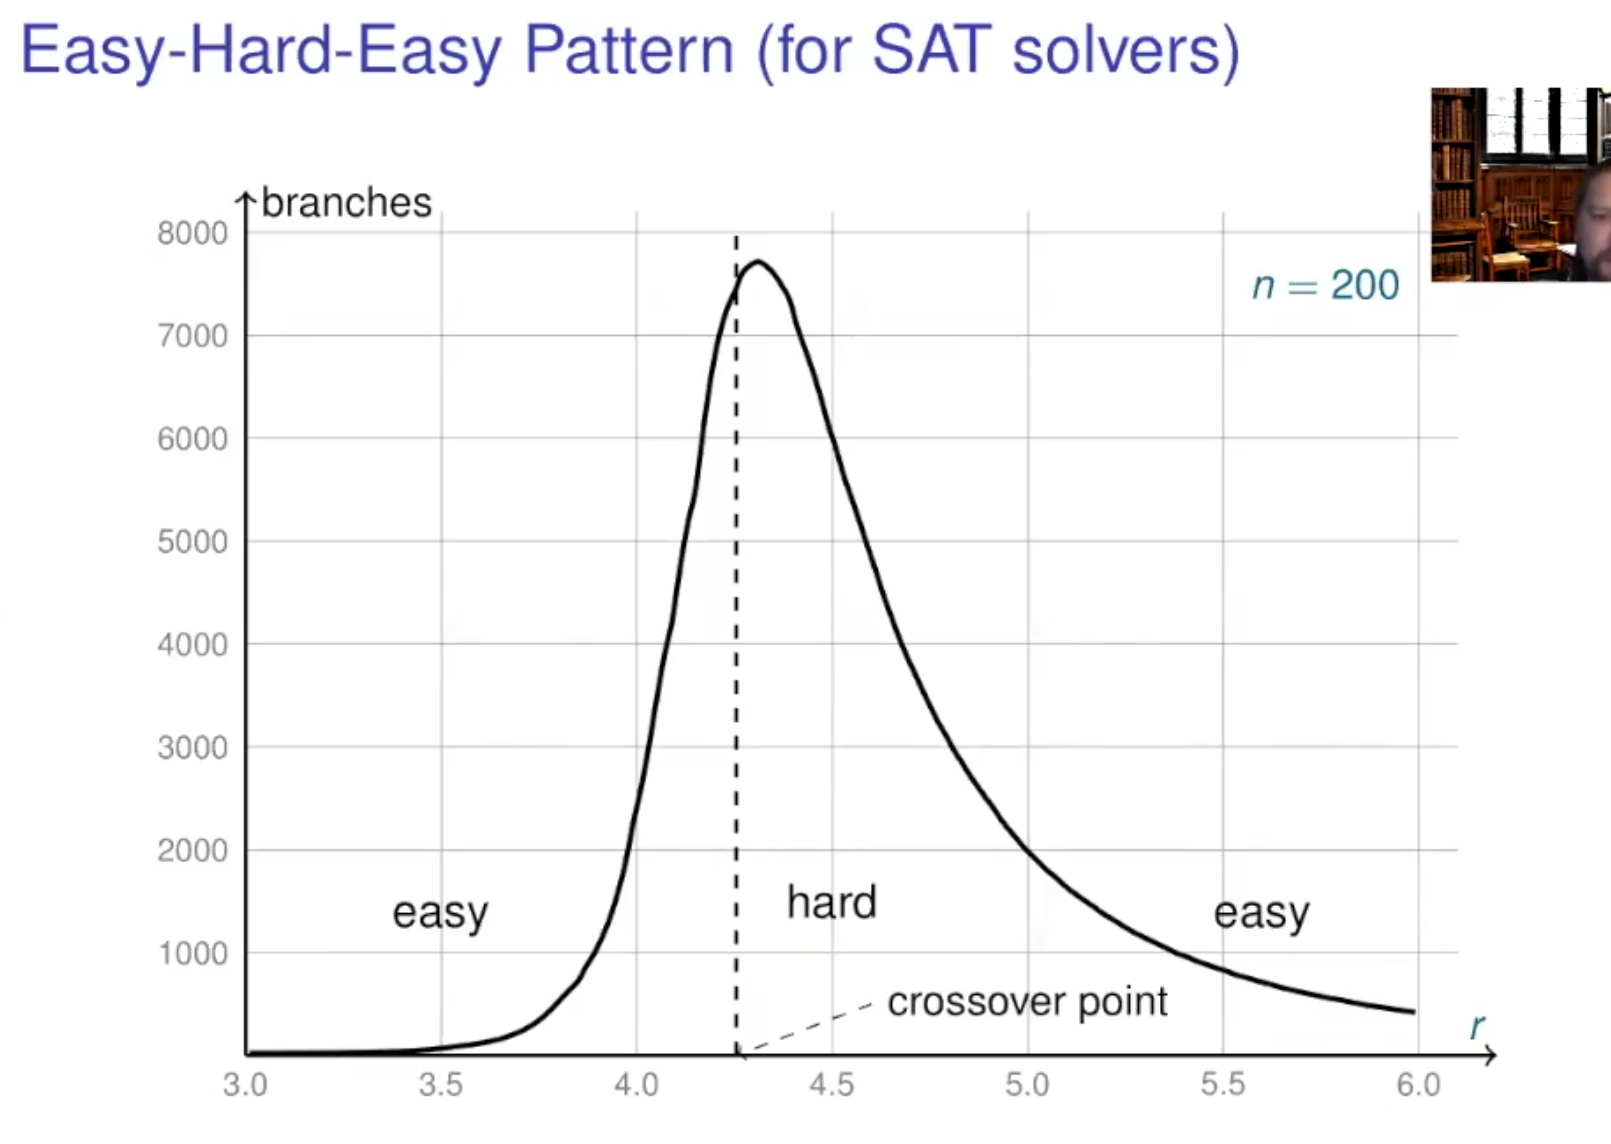 Easy-Hard-Easy Pattern (for SAT solvers)
branches
8000
n = 200
7000
6000
5000
4000
3000
2000
easy
hard
easy
1000
crossover point
r
3.0 3.5 4.0 4.5 5.0 5.5 6.0